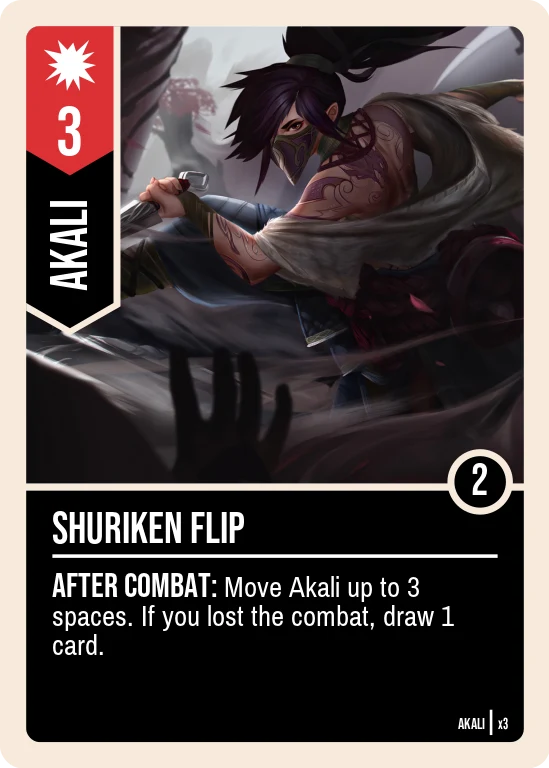 3
AKALI
2
SHURIKEN FLIP
AFTER COMBAT: Move Akali up to 3
spaces. If you lost the combat, draw 1
card.
AKALI | x3